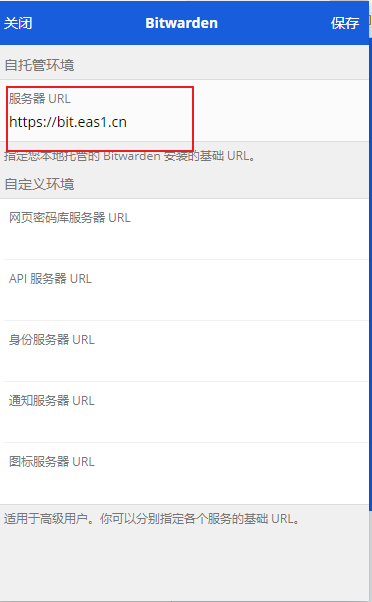 关闭 Bitwarden 保存
自托管环境
服务器 URL
https://bit.eas1.cn
指定您本地托管的 Bitwarden 安装的基础 URL。
自定义环境
网页密码库服务器 URL
API 服务器 URL
身份服务器 URL
通知服务器 URL
图标服务器 URL
适用于高级用户。你可以分别指定各个服务的基础 URL。